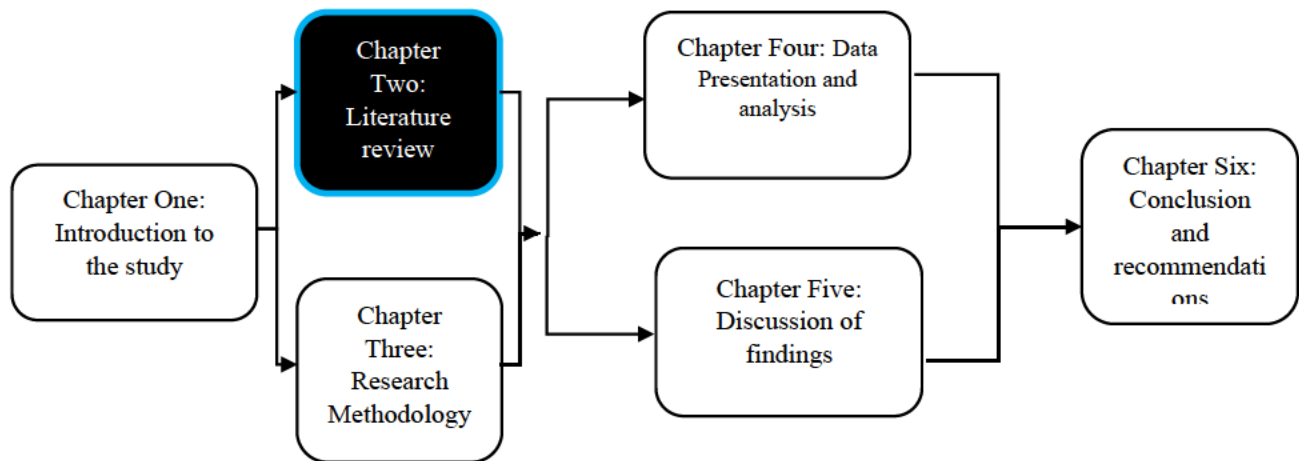 Chapter One:
Introduction to
the study
Chapter
Two:
Literature
review
Chapter
Three:
Research
Methodology
Chapter Four: Data
Presentation and
analysis
Chapter Five:
Discussion of
findings
Chapter Six:
Conclusion
and
recommendati
ons